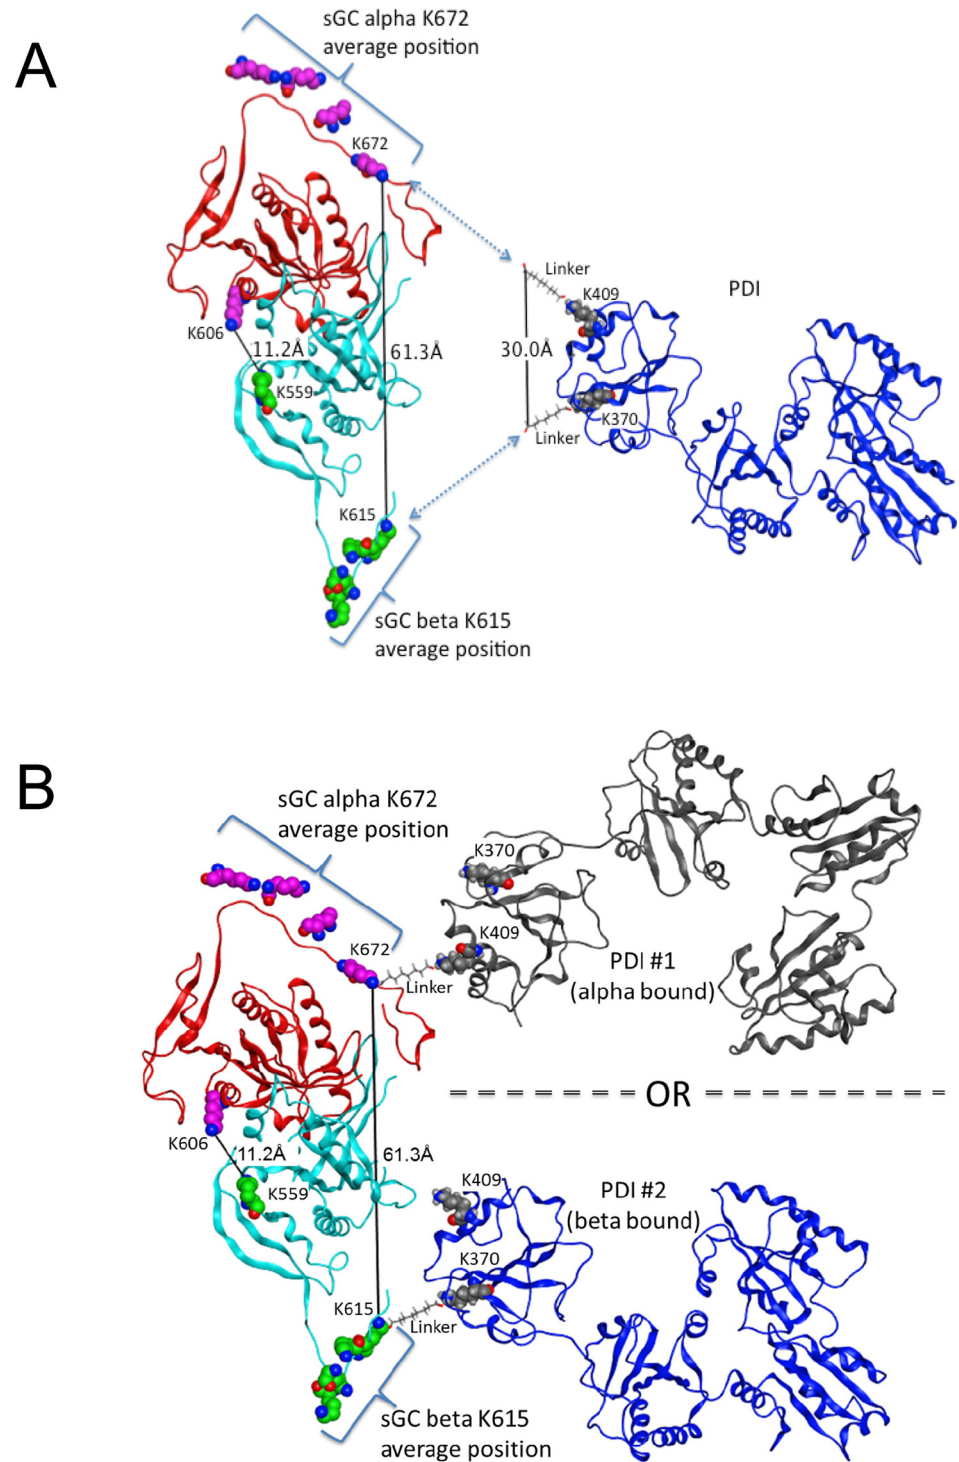 A
sGC alpha K672
average position
K672
Linker
K409
PDI
K606
11.2Å
61.3Å
30.0Å
K559
K370
Linker
K615
sGC beta K615
average position
B
sGC alpha K672
average position
K370
K672
K409
Linker
PDI #1
(alpha bound)
OR
K606
11.2Å
61.3Å
K559
K409
PDI #2
(beta bound)
K370
K615
Linker
sGC beta K615
average position